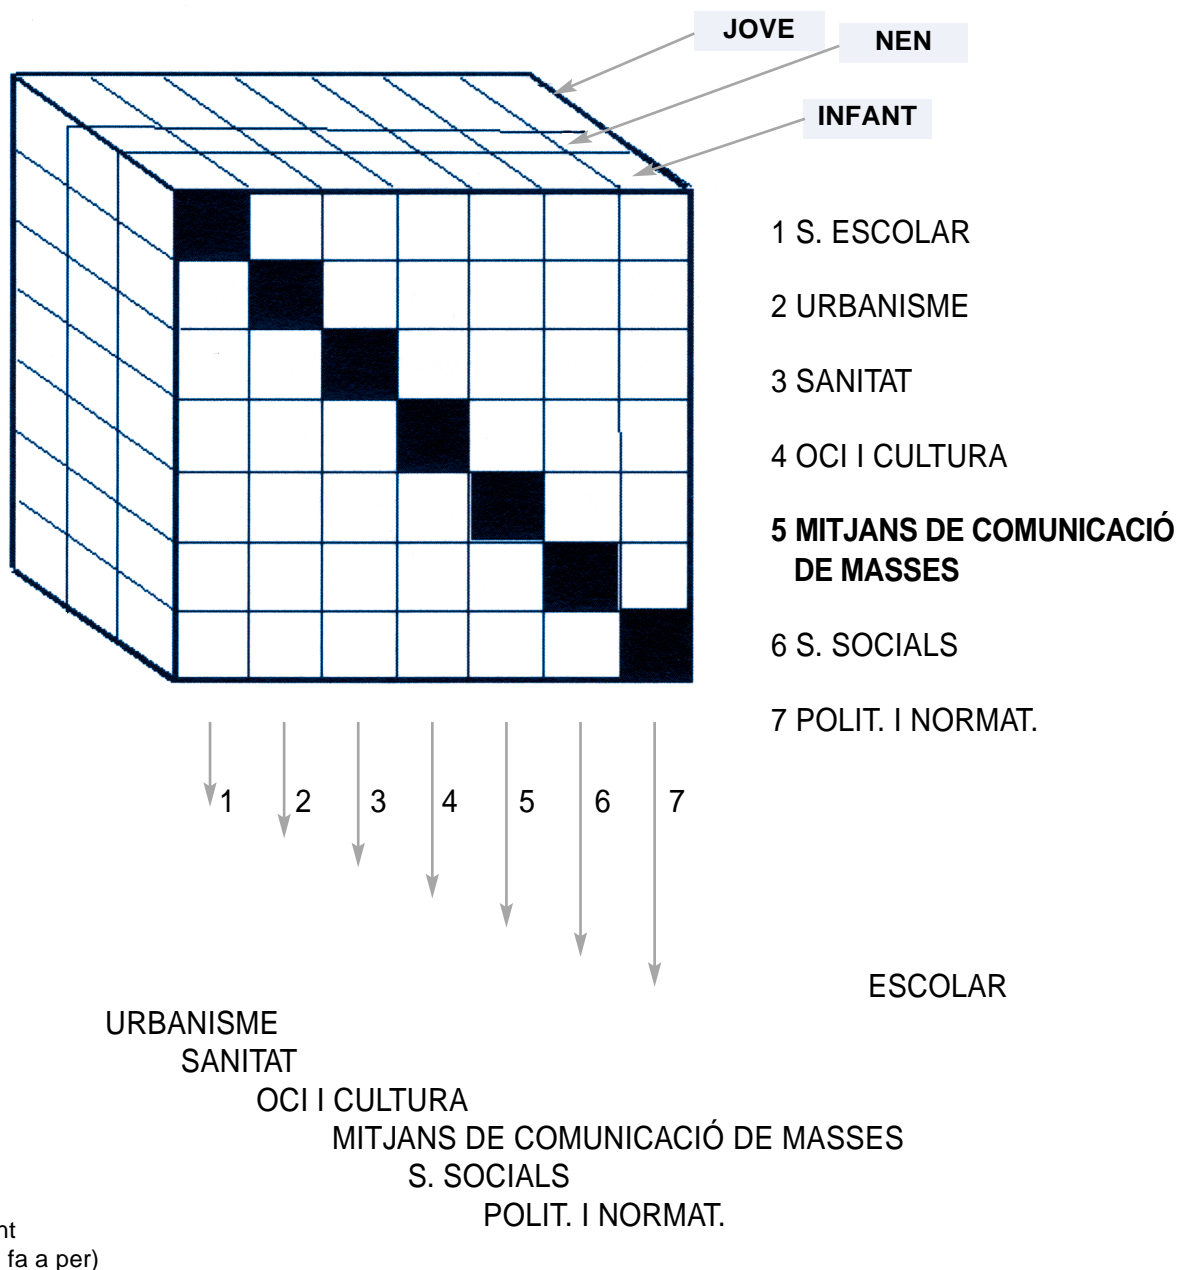 JOVE
NEN
INFANT
1 S. ESCOLAR
2 URBANISME
3 SANITAT
4 OCI I CULTURA
5 MITJANS DE COMUNICACIÓ
DE MASSES
6 S. SOCIALS
7 POLIT. I NORMAT.
1 2 3 4 5 6 7
ESCOLAR
URBANISME
SANITAT
OCI I CULTURA
MITJANS DE COMUNICACIÓ DE MASSES
S. SOCIALS
POLIT. I NORMAT.
nt
fa a per)